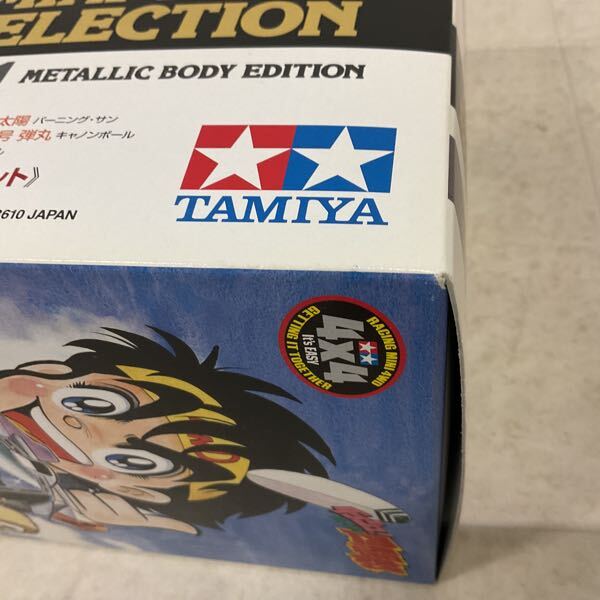 ELECTION
METALLIC BODY EDITION
太陽 バーニング・サン
号 弾丸 キャノンボール
ット》
2610 JAPAN
TAMIYA
RACING MINI 4WD
4X4
It's EASY
GETTING IT TOGETHER